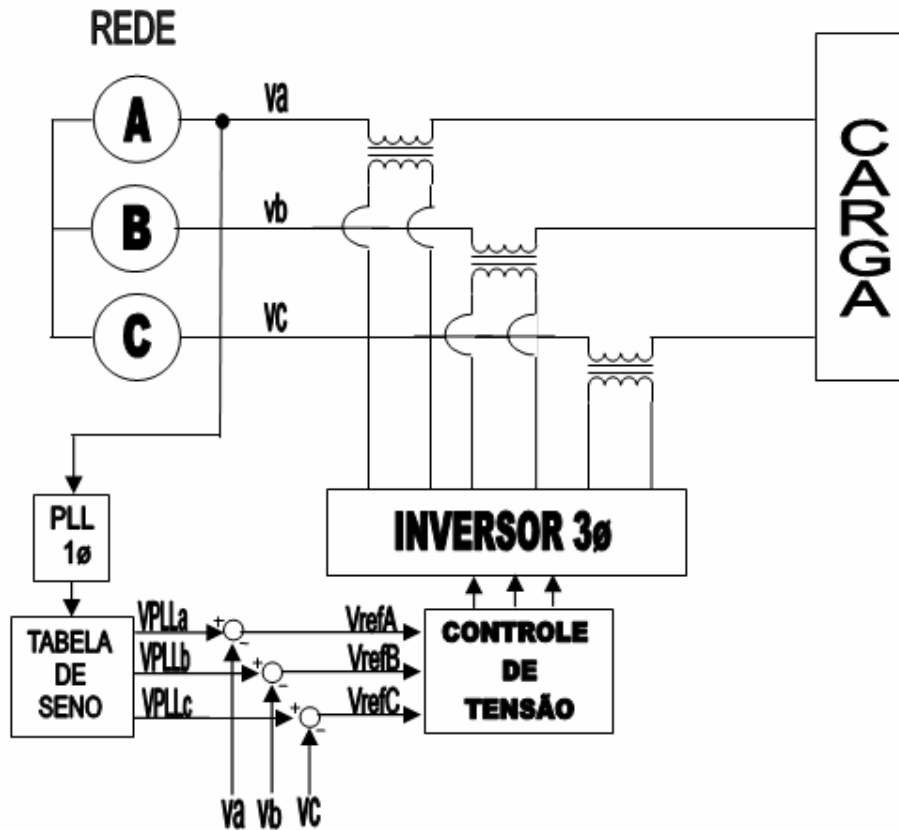 REDE
A
va
B
vb
C
vc
CARGA
PLL
1ø
INVERSOR 3ø
TABELA
DE
SENO
VPLLa
+
-
VrefA
VPLLb
+
-
VrefB
VPLLc
+
-
VrefC
CONTROLE
DE
TENSÃO
va
vb
vc